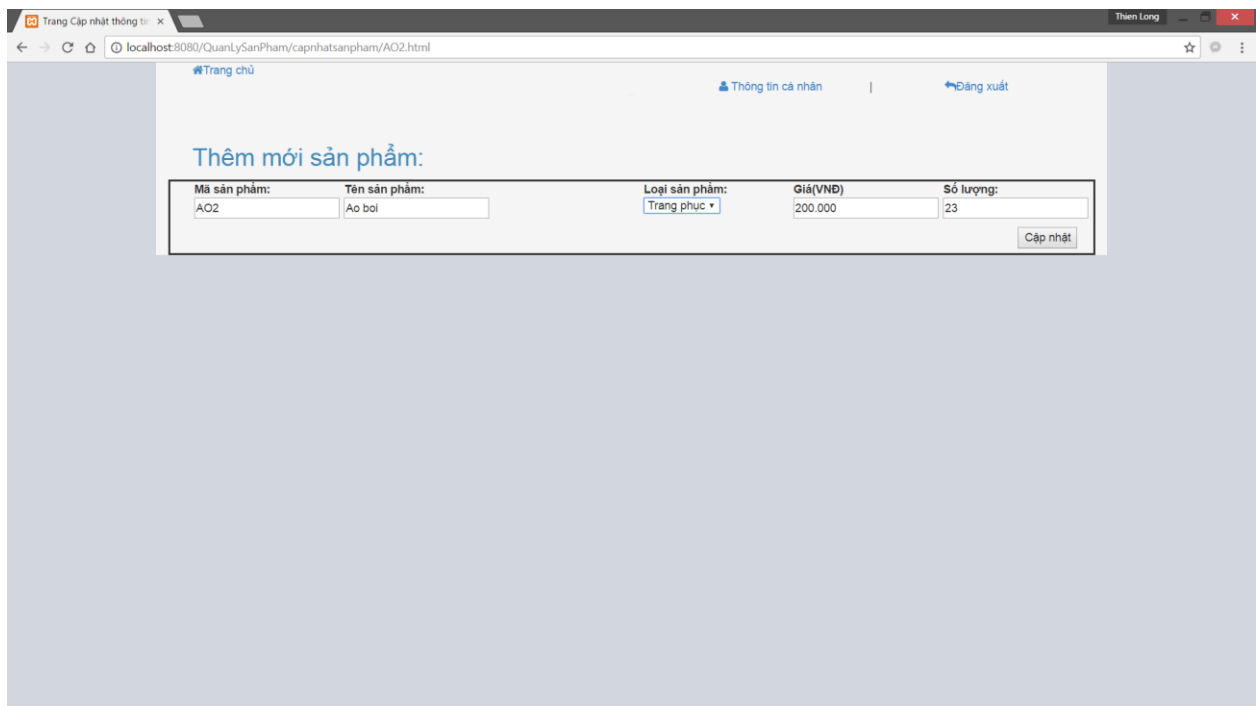 Trang Cập nhật thông ti
Thien Long
localhost:8080/QuanLySanPham/capnhatsanpham/AO2.html
Trang chủ
Thông tin cá nhân | Đăng xuất
Thêm mới sản phẩm:
Mã sản phẩm: Tên sản phẩm: Loại sản phẩm: Giá(VNĐ) Số lượng:
AO2 Ao boi Trang phục 200.000 23
Cập nhật